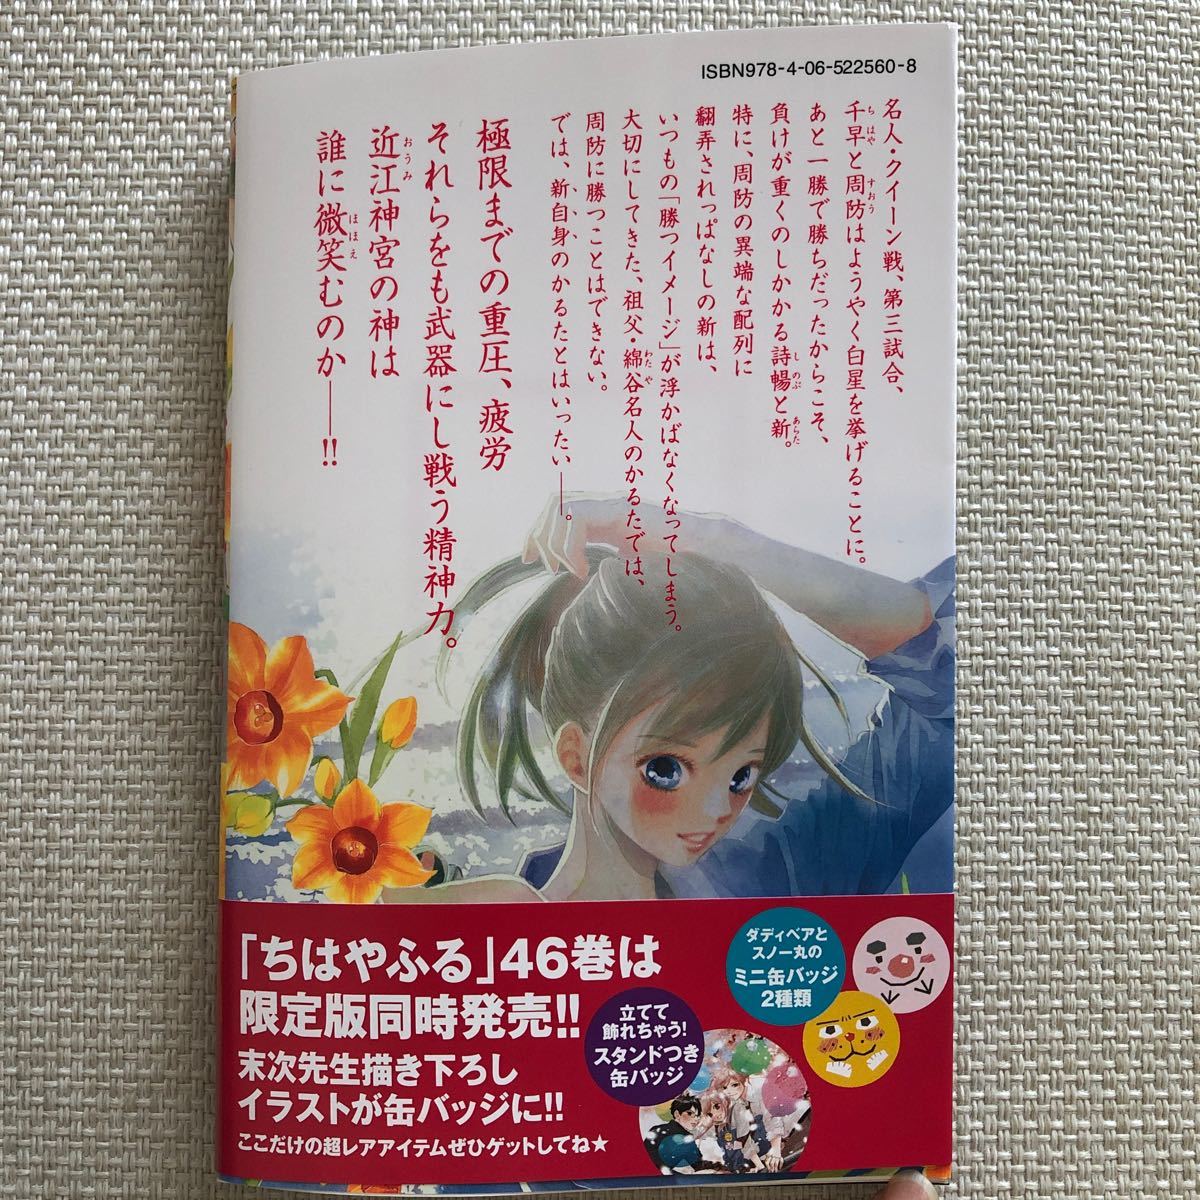 ISBN978-4-06-522560-8
名人・クイーン戦、第三試合、
千早と周防はようやく白星を挙げることに。
あと一勝で勝ちだったからこそ、
負けが重くのしかかる詩暢と新。
特に、周防の異端な配列に
翻弄されっぱなしの新は、
いつもの「勝つイメージ」が浮かばなくなってしまう。
大切にしてきた、祖父・綿谷名人のかるたでは、
周防に勝つことはできない。
では、新自身のかるたとはいったい――。
極限までの重圧、疲労
それらをも武器にし戦う精神力。
近江神宮の神は
誰に微笑むのか――!!
「ちはやふる」46巻は
限定版同時発売!!
末次先生描き下ろし
イラストが缶バッジに!!
ここだけの超レアアイテムぜひゲットしてね★
立てて
飾れちゃう!
スタンドつき
缶バッジ
ダディベアと
スノー丸の
ミニ缶バッジ
2種類